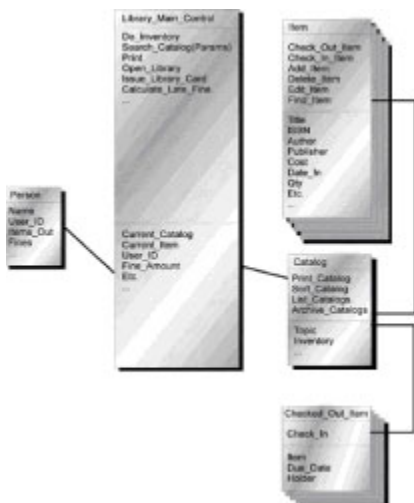 Library_Main_Control
Do_Inventory
Search_Catalog(Params)
Print
Open_Library
Issue_Library_Card
Calculate_Late_Fine
...
Current_Catalog
Current_Item
User_ID
Fine_Amount
Etc.
...
Person
Name
User_ID
Items_Out
Fines
Item
Check_Out_Item
Check_In_Item
Add_Item
Delete_Item
Edit_Item
Find_Item
Title
ISBN
Author
Publisher
Cost
Date_In
Qty
Etc.
...
Catalog
Print_Catalog
Sort_Catalog
List_Catalogs
Archive_Catalogs
Topic
Inventory
...
Checked_Out_Item
Check_In
Item
Due_Date
Holder